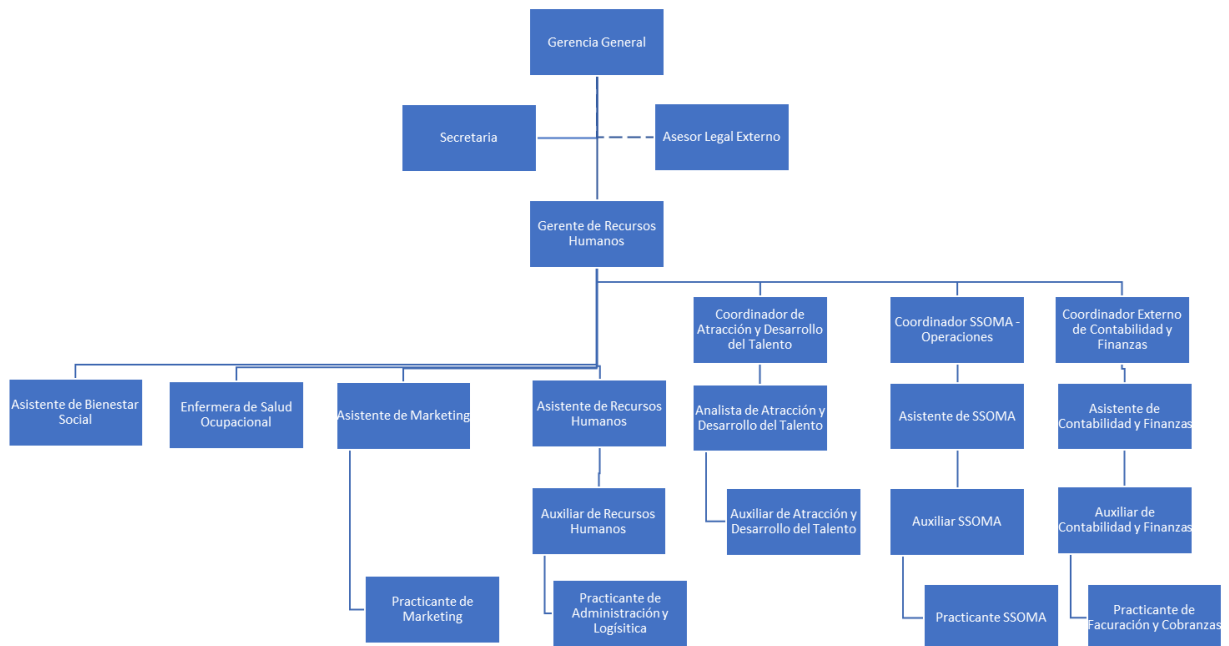 Gerencia General
Secretaria
Asesor Legal Externo
Gerente de Recursos
Humanos
Coordinador de
Atracción y Desarrollo
del Talento
Coordinador SSOMA -
Operaciones
Coordinador Externo
de Contabilidad y
Finanzas
Asistente de Bienestar
Social
Enfermera de Salud
Ocupacional
Asistente de Marketing
Asistente de Recursos
Humanos
Analista de Atracción y
Desarrollo del Talento
Asistente de SSOMA
Asistente de
Contabilidad y Finanzas
Auxiliar de Recursos
Humanos
Auxiliar de Atracción y
Desarrollo del Talento
Auxiliar SSOMA
Auxiliar de
Contabilidad y Finanzas
Practicante de
Marketing
Practicante de
Administración y
Logísitica
Practicante SSOMA
Practicante de
Facuración y Cobranzas